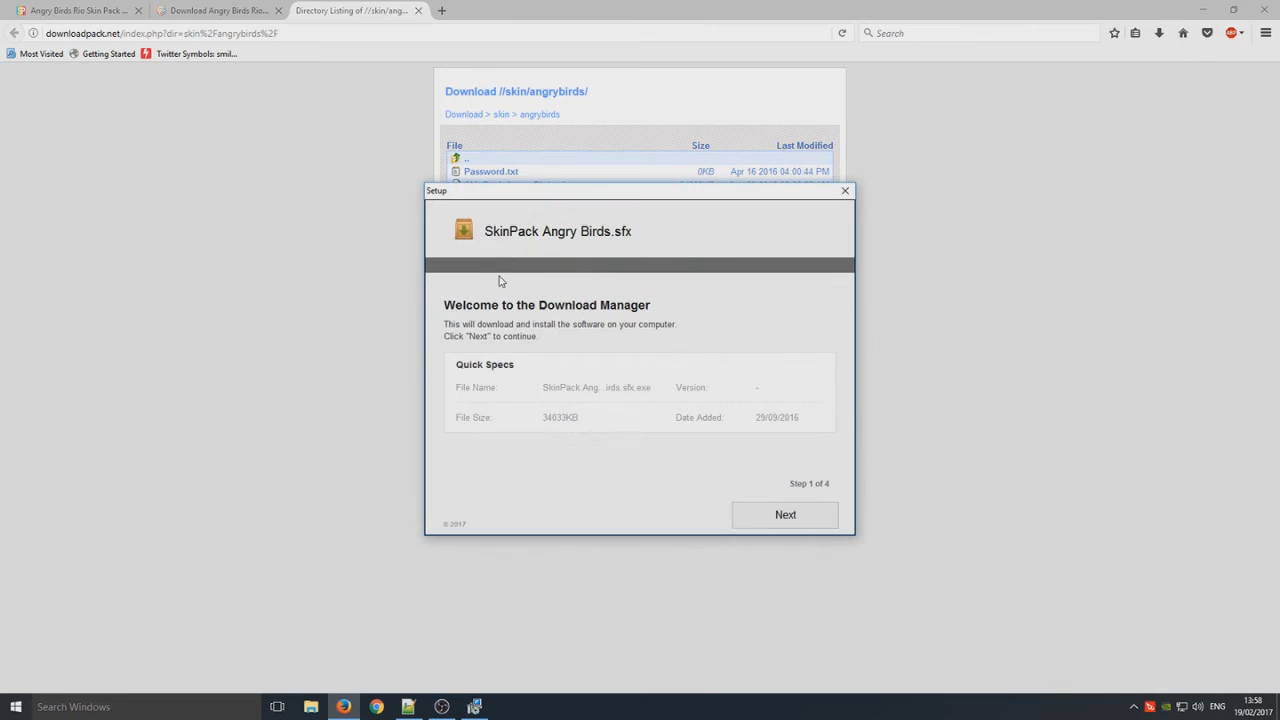 Angry Birds Rio Skin Pack ...
Download Angry Birds Rio...
Directory Listing of //skin/ang...
downloadpack.net/index.php?dir=skin%2Fangrybirds%2F
Search
Most Visited
Getting Started
Twitter Symbols: smil...
Download //skin/angrybirds/
Download > skin > angrybirds
File Size Last Modified
..
Password.txt 0KB Apr 16 2016 04:00:44 PM
Setup
SkinPack Angry Birds.sfx
Welcome to the Download Manager
This will download and install the software on your computer.
Click "Next" to continue.
Quick Specs
File Name: SkinPack Ang. .irds.sfx.exe Version: -
File Size: 34033KB Date Added: 29/09/2016
Step 1 of 4
© 2017
Next
Search Windows
ENG
13:58
19/02/2017